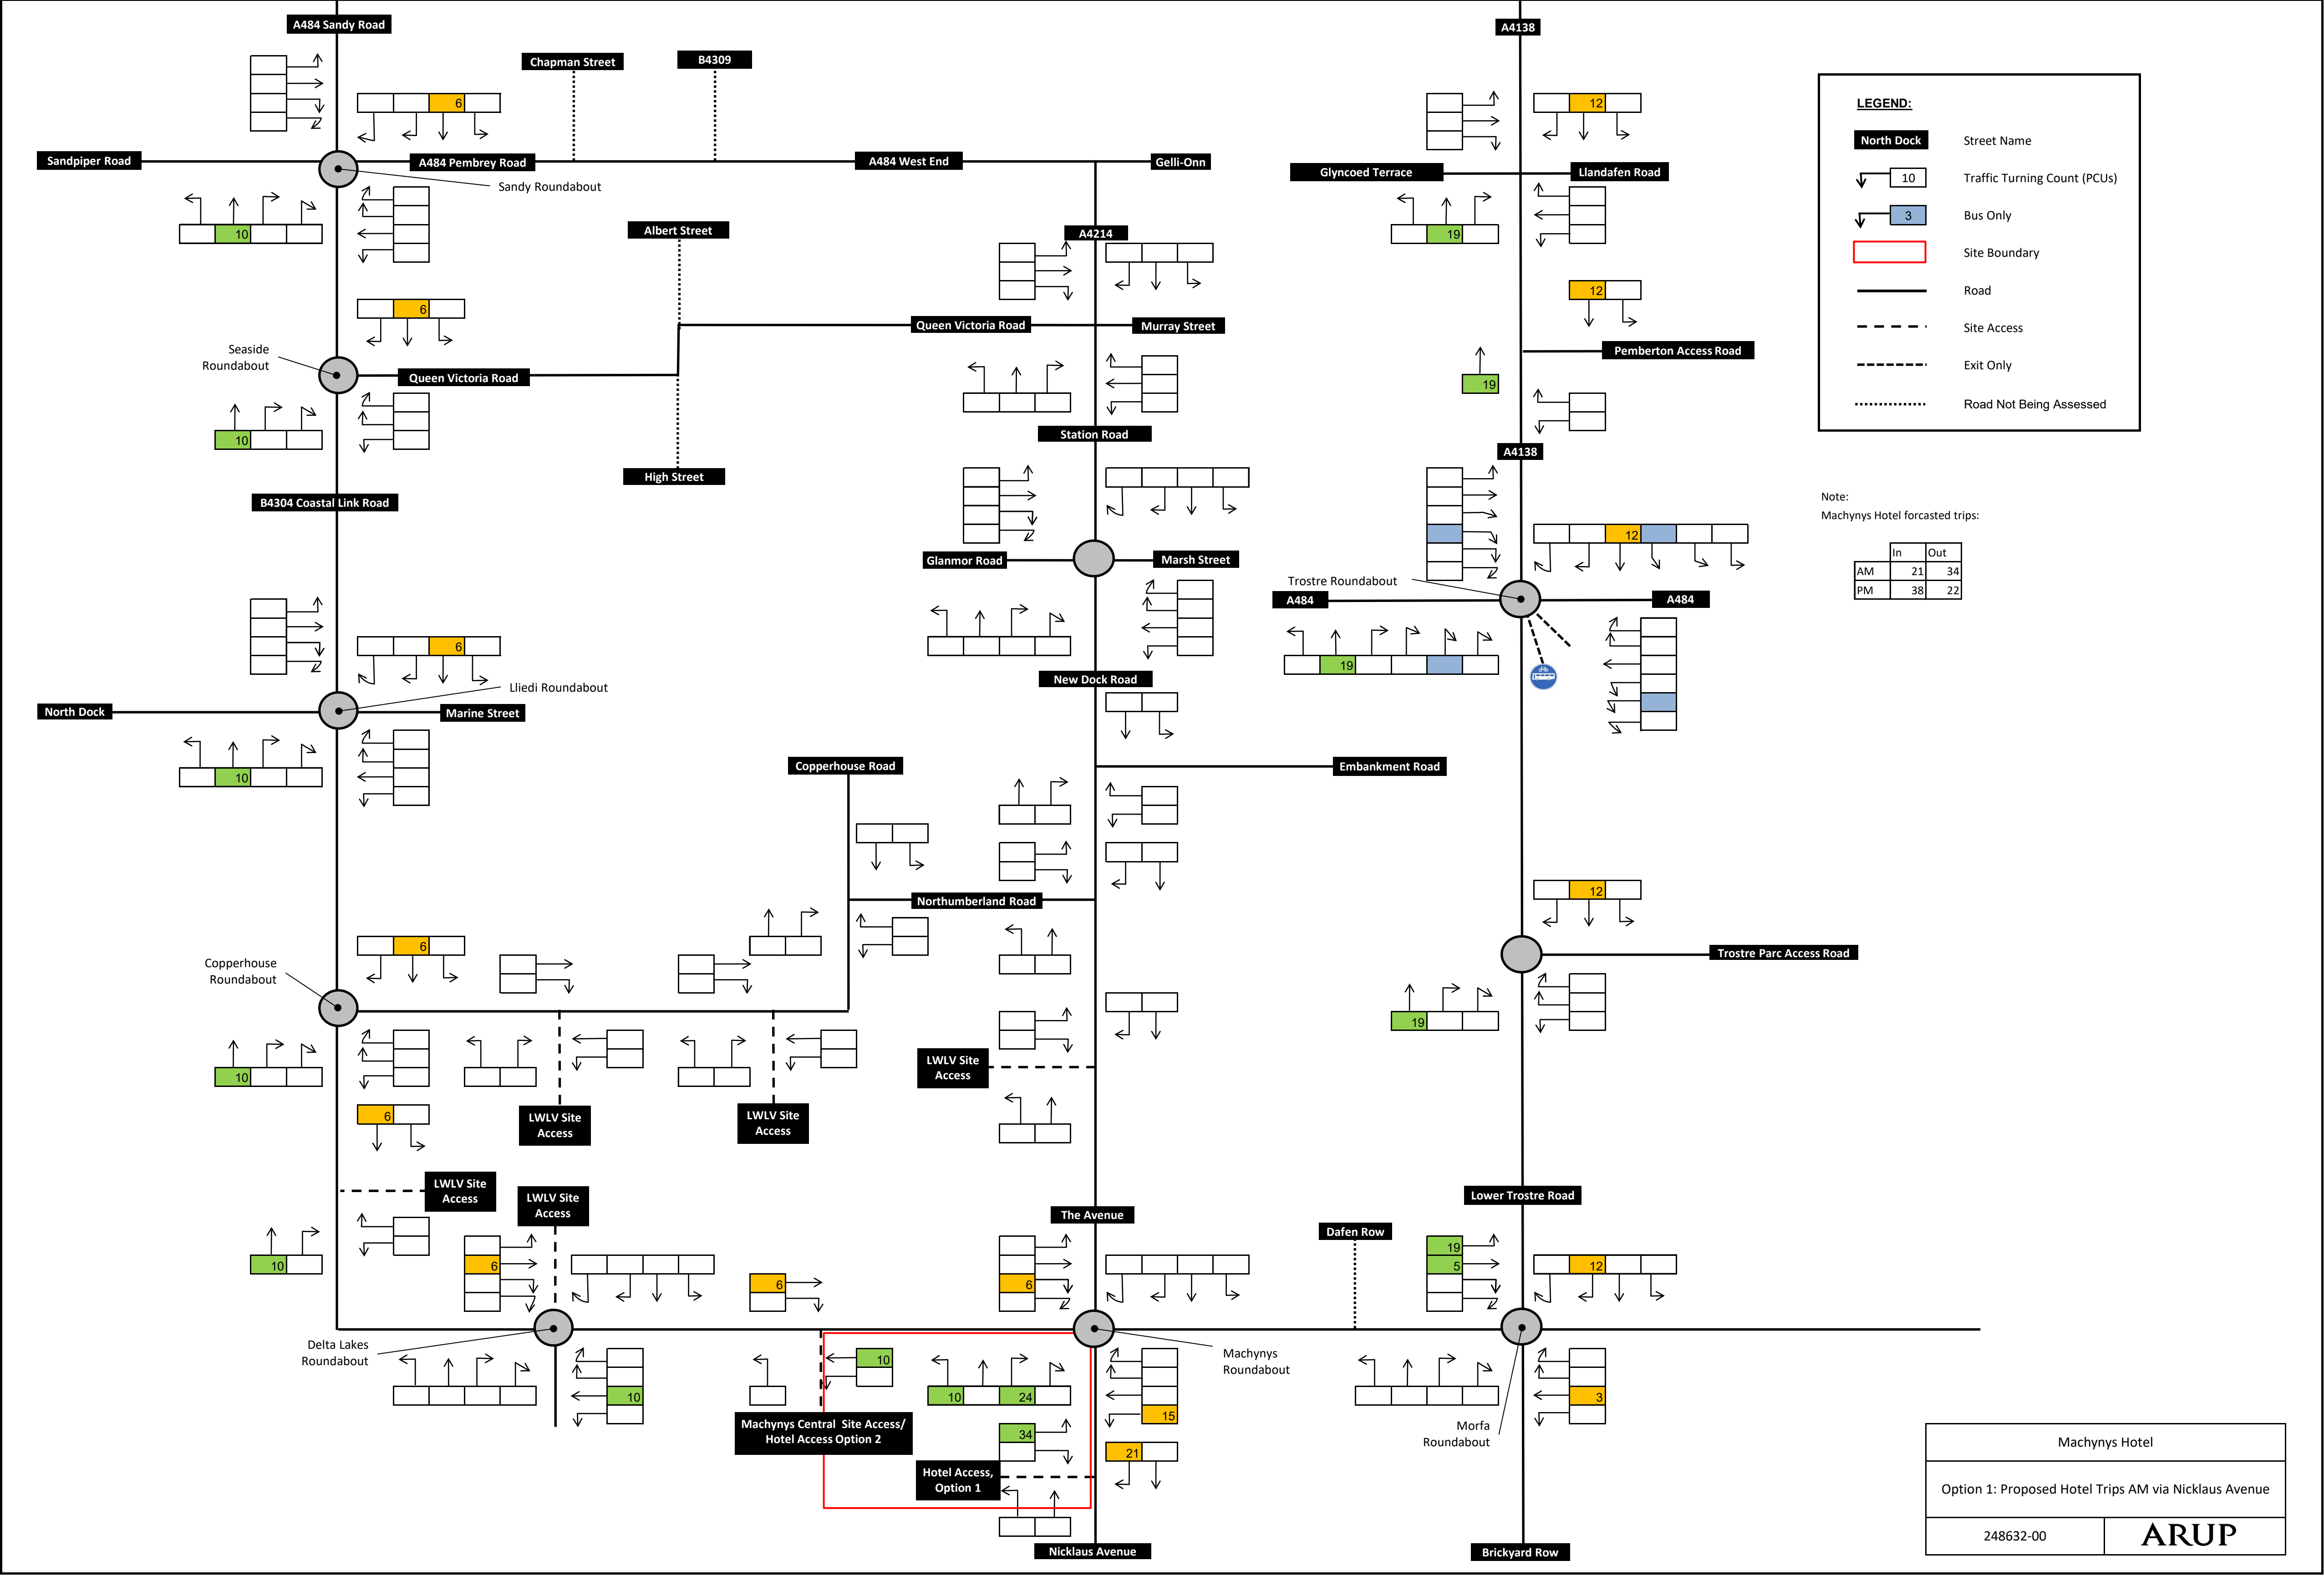 A484 Sandy Road
A4138
Chapman Street
B4309
6
12
LEGEND:
North Dock
Street Name
Sandpiper Road
A484 Pembrey Road
A484 West End
Gelli-Onn
Glyncoed Terrace
Llandafen Road
10
Traffic Turning Count (PCUs)
Sandy Roundabout
3
Bus Only
10
Albert Street
A4214
19
Site Boundary
12
Road
6
Queen Victoria Road
Murray Street
Site Access
Seaside
Roundabout
Pemberton Access Road
Exit Only
Queen Victoria Road
19
Road Not Being Assessed
10
Station Road
A4138
High Street
B4304 Coastal Link Road
Note:
Machynys Hotel forcasted trips:
12
In Out
Glanmor Road
Marsh Street
AM 21 34
Trostre Roundabout
PM 38 22
A484
A484
6
19
New Dock Road
Lliedi Roundabout
North Dock
Marine Street
10
Copperhouse Road
Embankment Road
12
Northumberland Road
6
Copperhouse
Roundabout
Trostre Parc Access Road
19
10
LWLV Site
Access
6
LWLV Site
Access
LWLV Site
Access
LWLV Site
Access
LWLV Site
Access
Lower Trostre Road
The Avenue
Dafen Row
10
6
6
6
19
5
12
Delta Lakes
Roundabout
Machynys
Roundabout
10
10
10
24
15
3
Machynys Central Site Access/
Hotel Access Option 2
34
21
Morfa
Roundabout
Hotel Access,
Option 1
Machynys Hotel
Option 1: Proposed Hotel Trips AM via Nicklaus Avenue
248632-00
ARUP
Nicklaus Avenue
Brickyard Row